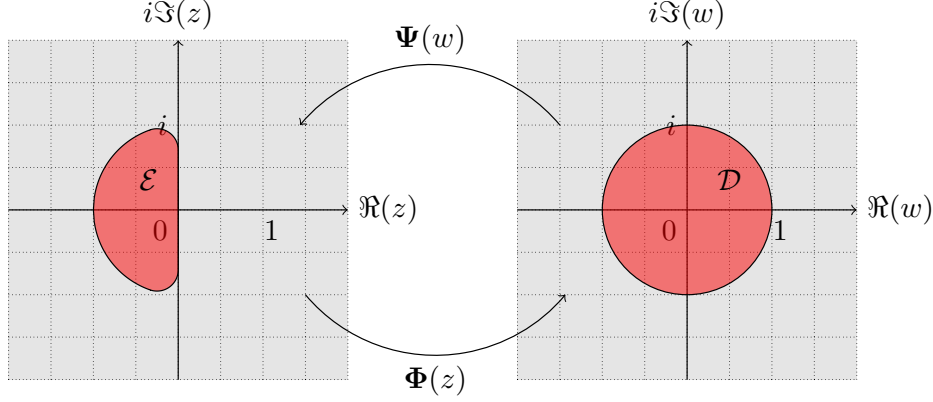 iℑ(z)
iℑ(w)
Ψ(w)
i
i
ℰ
𝒟
ℜ(z)
ℜ(w)
0
1
0
1
Φ(z)